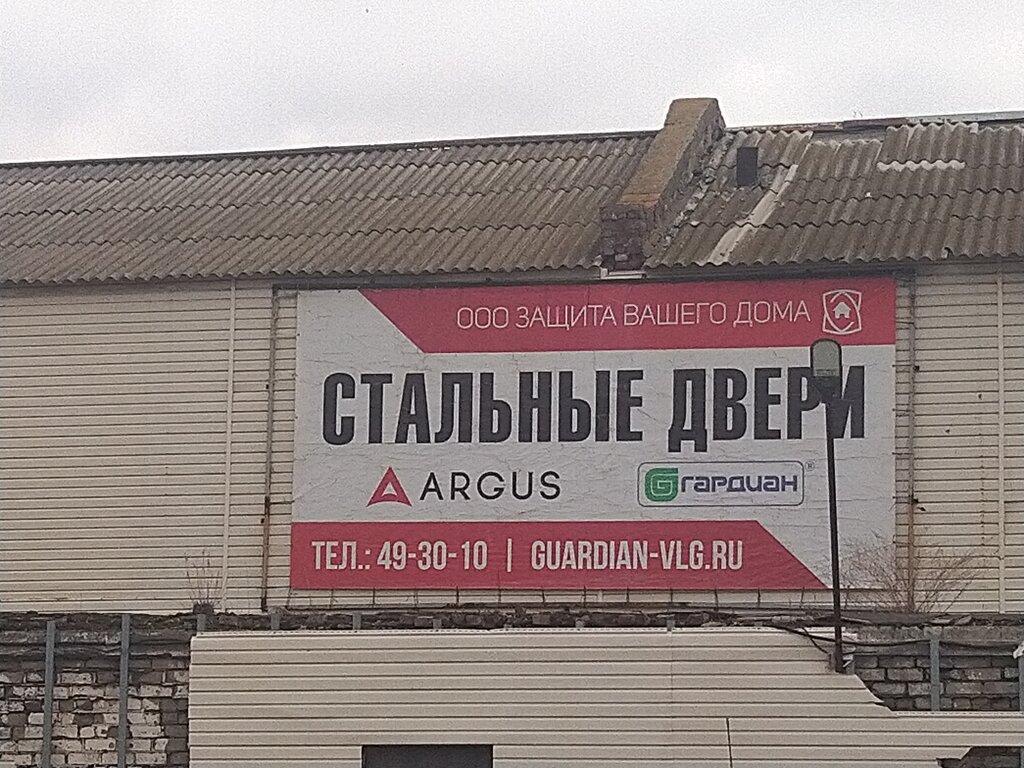 ООО ЗАЩИТА ВАШЕГО ДОМА
СТАЛЬНЫЕ ДВЕРИ
ARGUS гардиан®
ТЕЛ.: 49-30-10 | GUARDIAN-VLG.RU